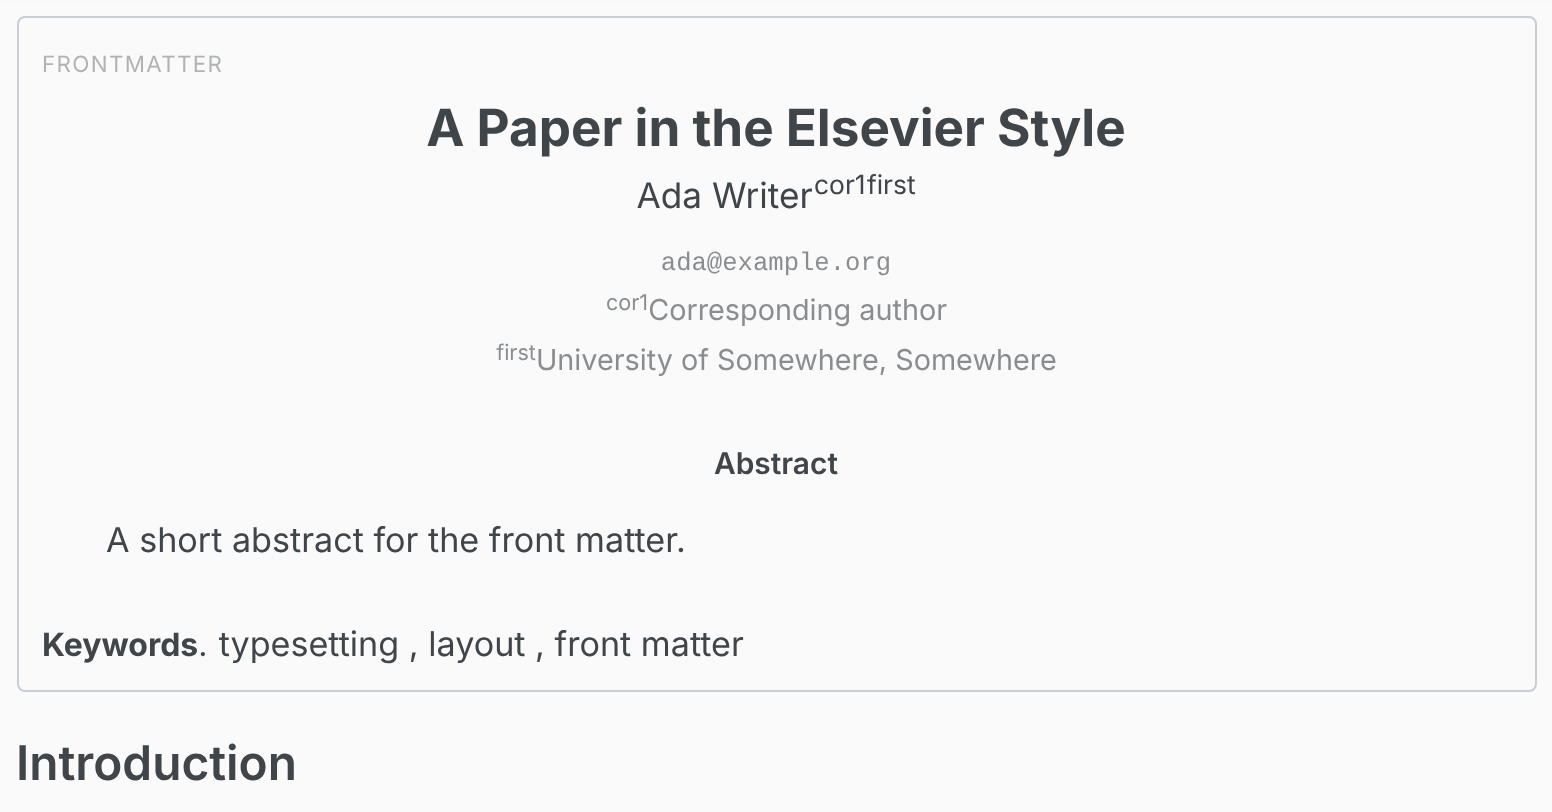 FRONTMATTER
A Paper in the Elsevier Style
Ada Writercor1first
ada@example.org
cor1Corresponding author
firstUniversity of Somewhere, Somewhere
Abstract
A short abstract for the front matter.
Keywords. typesetting , layout , front matter
Introduction